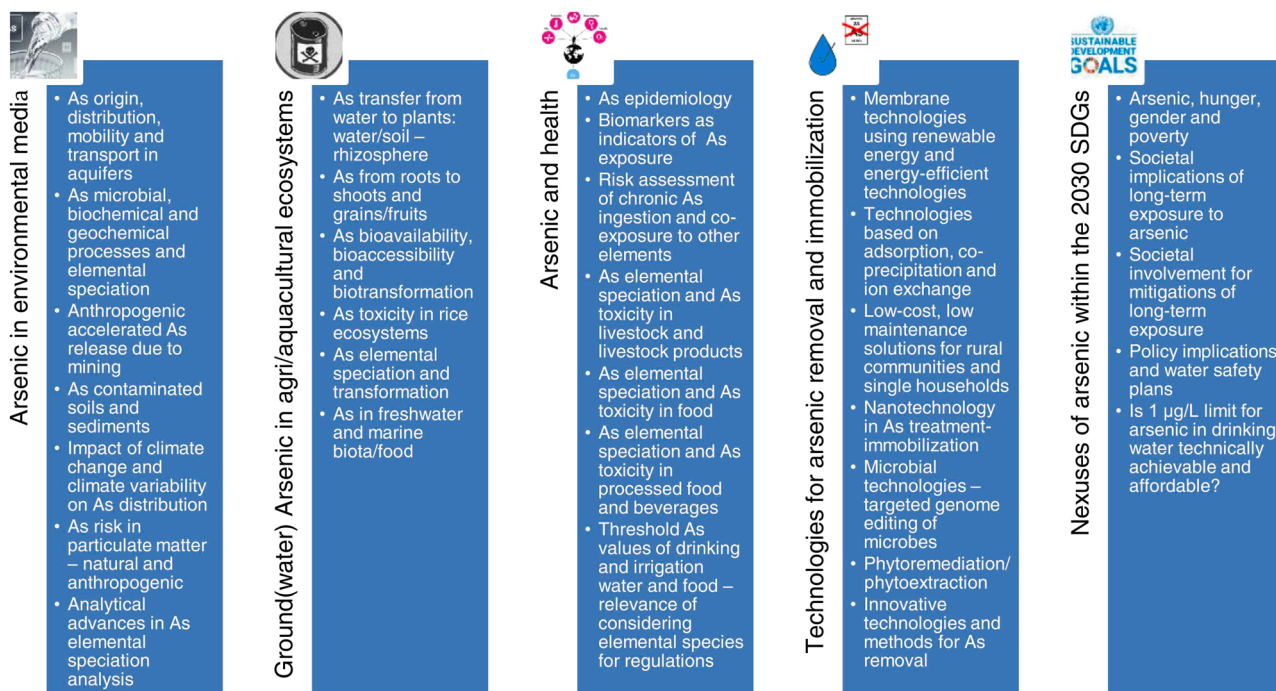 Arsenic in environmental media
• As origin,
distribution,
mobility and
transport in
aquifers
• As microbial,
biochemical and
geochemical
processes and
elemental
speciation
• Anthropogenic
accelerated As
release due to
mining
• As contaminated
soils and
sediments
• Impact of climate
change and
climate variability
on As distribution
• As risk in
particulate matter
– natural and
anthropogenic
• Analytical
advances in As
elemental
speciation
analysis
Ground(water) Arsenic in agri/aquacultural ecosystems
• As transfer from
water to plants:
water/soil –
rhizosphere
• As from roots to
shoots and
grains/fruits
• As bioavailability,
bioaccessibility
and
biotransformation
• As toxicity in rice
ecosystems
• As elemental
speciation and
transformation
• As in freshwater
and marine
biota/food
Arsenic and health
• As epidemiology
• Biomarkers as
indicators of As
exposure
• Risk assessment
of chronic As
ingestion and co-
exposure to other
elements
• As elemental
speciation and As
toxicity in
livestock and
livestock products
• As elemental
speciation and As
toxicity in food
• As elemental
speciation and As
toxicity in
processed food
and beverages
• Threshold As
values of drinking
and irrigation
water and food –
relevance of
considering
elemental species
for regulations
Technologies for arsenic removal and immobilization
• Membrane
technologies
using renewable
energy and
energy-efficient
technologies
• Technologies
based on
adsorption, co-
precipitation and
ion exchange
• Low-cost, low
maintenance
solutions for rural
communities and
single households
• Nanotechnology
in As treatment-
immobilization
• Microbial
technologies –
targeted genome
editing of
microbes
• Phytoremediation/
phytoextraction
• Innovative
technologies and
methods for As
removal
SUSTAINABLE
DEVELOPMENT
GOALS
Nexuses of arsenic within the 2030 SDGs
• Arsenic, hunger,
gender and
poverty
• Societal
implications of
long-term
exposure to
arsenic
• Societal
involvement for
mitigations of
long-term
exposure
• Policy implications
and water safety
plans
• Is 1 µg/L limit for
arsenic in drinking
water technically
achievable and
affordable?